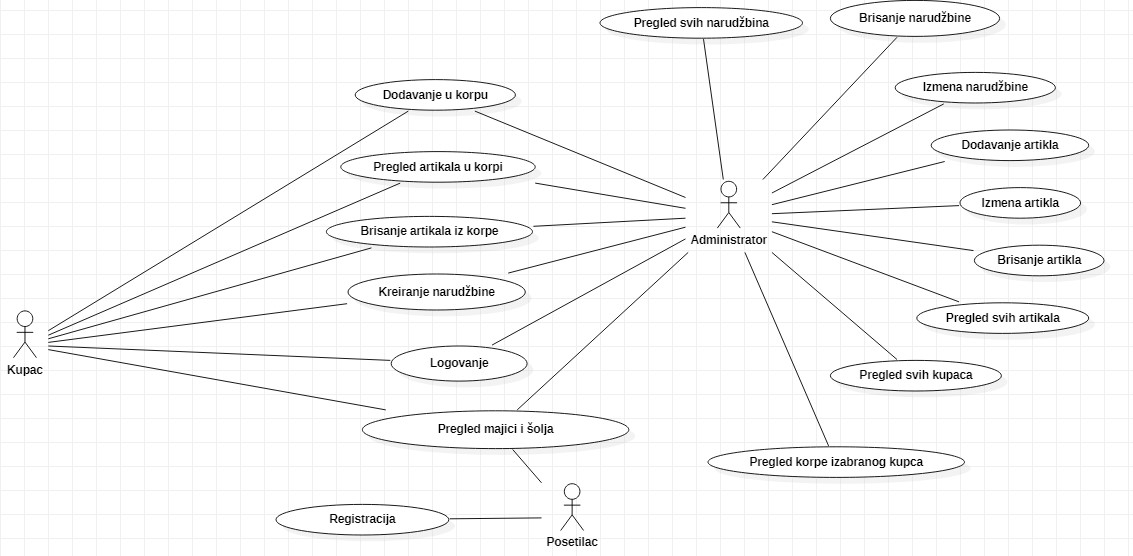 Pregled svih narudžbina
Brisanje narudžbine
Dodavanje u korpu
Izmena narudžbine
Pregled artikala u korpi
Dodavanje artikla
Brisanje artikala iz korpe
Izmena artikla
Administrator
Brisanje artikla
Kreiranje narudžbine
Pregled svih artikala
Kupac
Logovanje
Pregled svih kupaca
Pregled majici i šolja
Pregled korpe izabranog kupca
Registracija
Posetilac